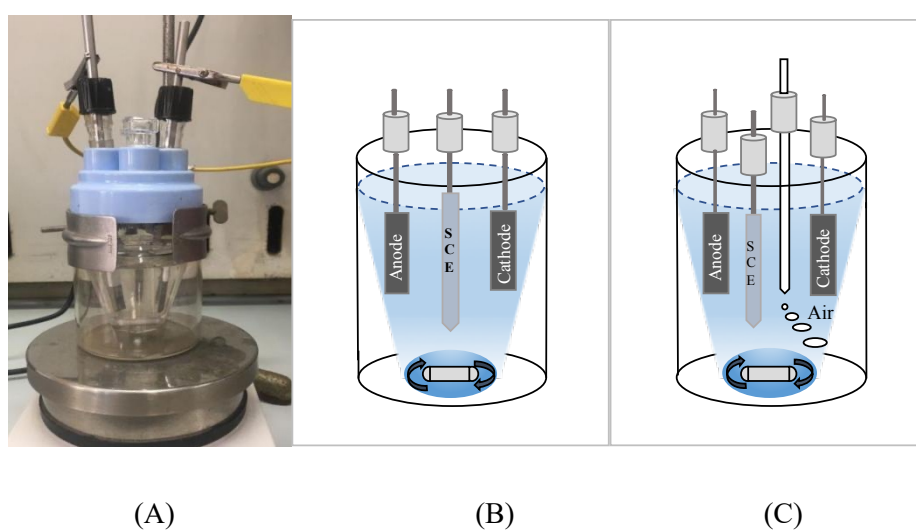 Anode
S
C
E
Cathode
Anode
S
C
E
Cathode
Air
(A)
(B)
(C)